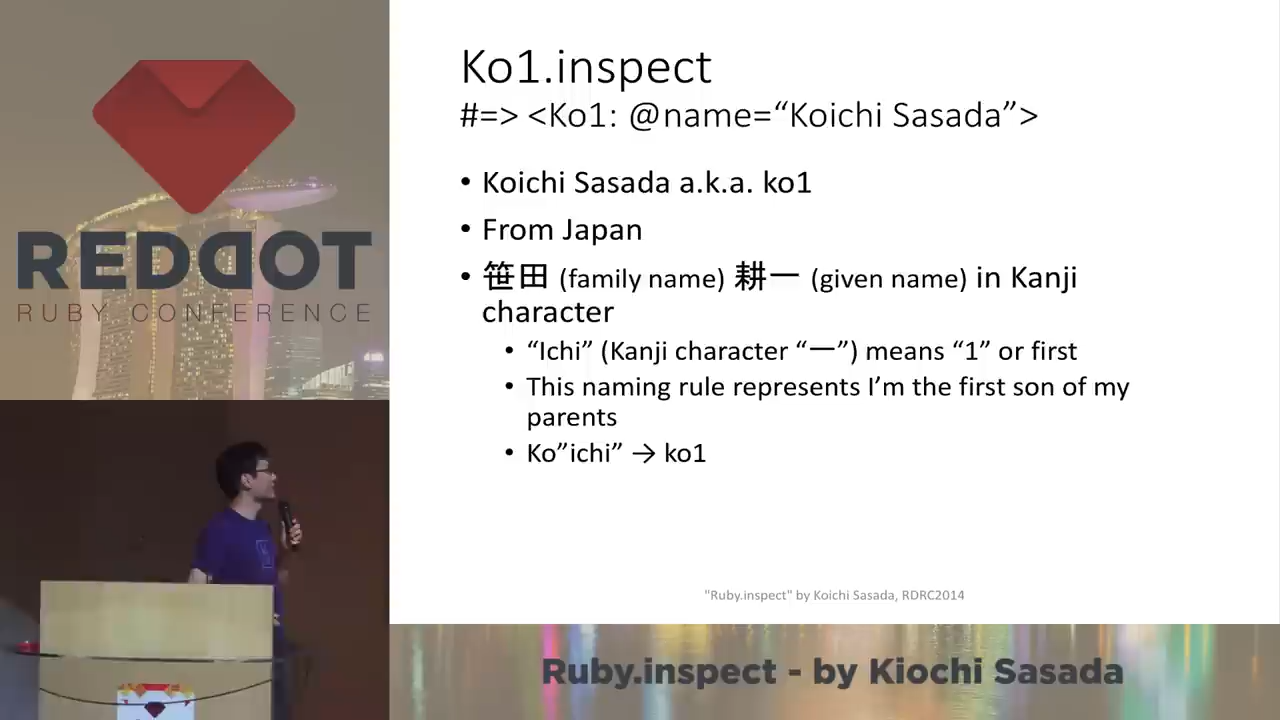 REDDOT
RUBY CONFERENCE
Ko1.inspect
#=> <Ko1: @name=“Koichi Sasada”>
• Koichi Sasada a.k.a. ko1
• From Japan
• 笹田 (family name) 耕一 (given name) in Kanji
character
• “Ichi” (Kanji character “一”) means “1” or first
• This naming rule represents I’m the first son of my
parents
• Ko”ichi” → ko1
"Ruby.inspect" by Koichi Sasada, RDRC2014
Ruby.inspect - by Kiochi Sasada